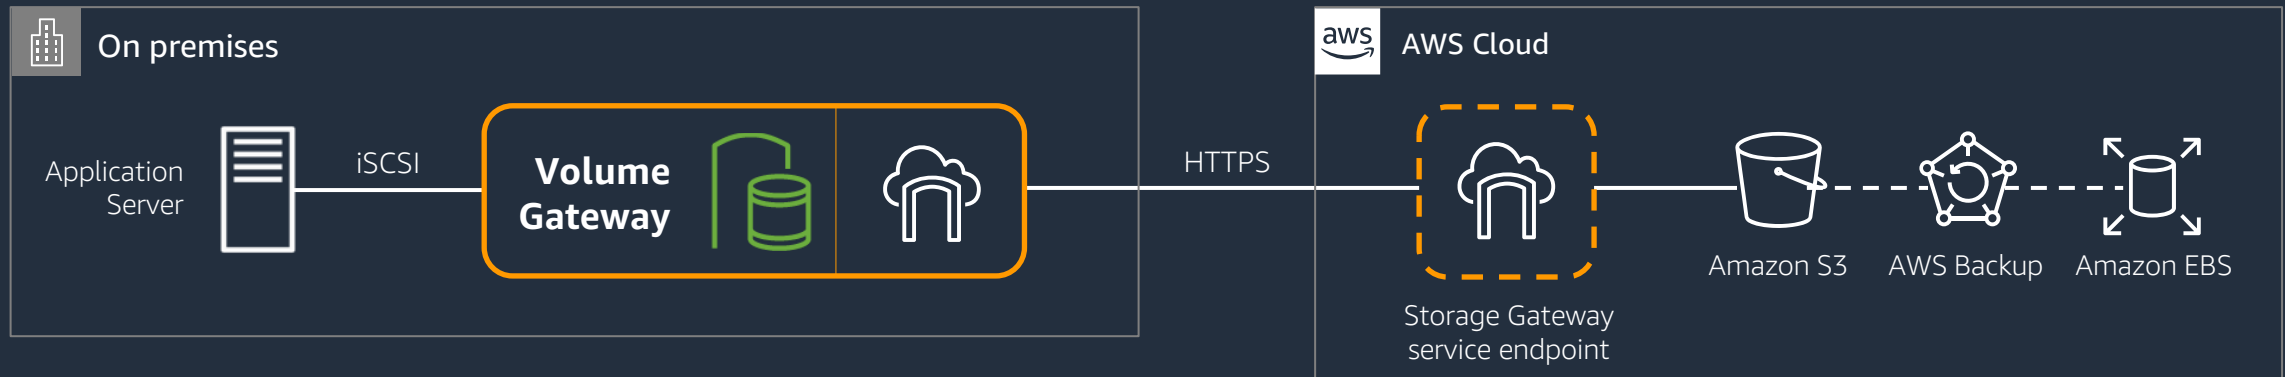 On premises
aws
AWS Cloud
Application
Server
iSCSI
Volume
Gateway
HTTPS
Storage Gateway
service endpoint
Amazon S3
AWS Backup
Amazon EBS